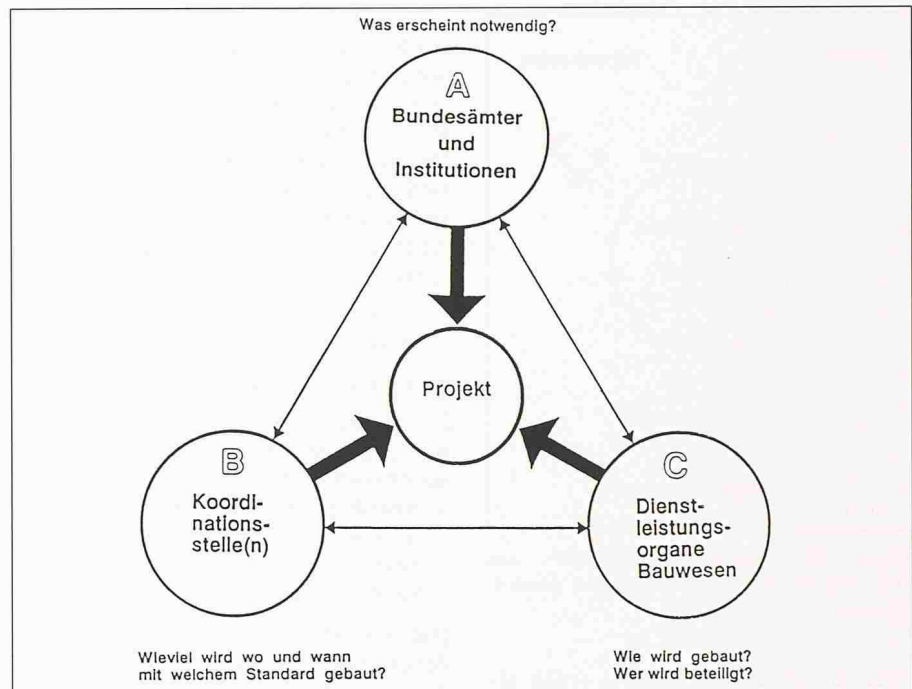 Was erscheint notwendig?
A
Bundesämter
und
Institutionen
Projekt
B
Koordi-
nations-
stelle(n)
C
Dienst-
leistungs-
organe
Bauwesen
Wieviel wird wo und wann
mit welchem Standard gebaut?
Wie wird gebaut?
Wer wird beteiligt?